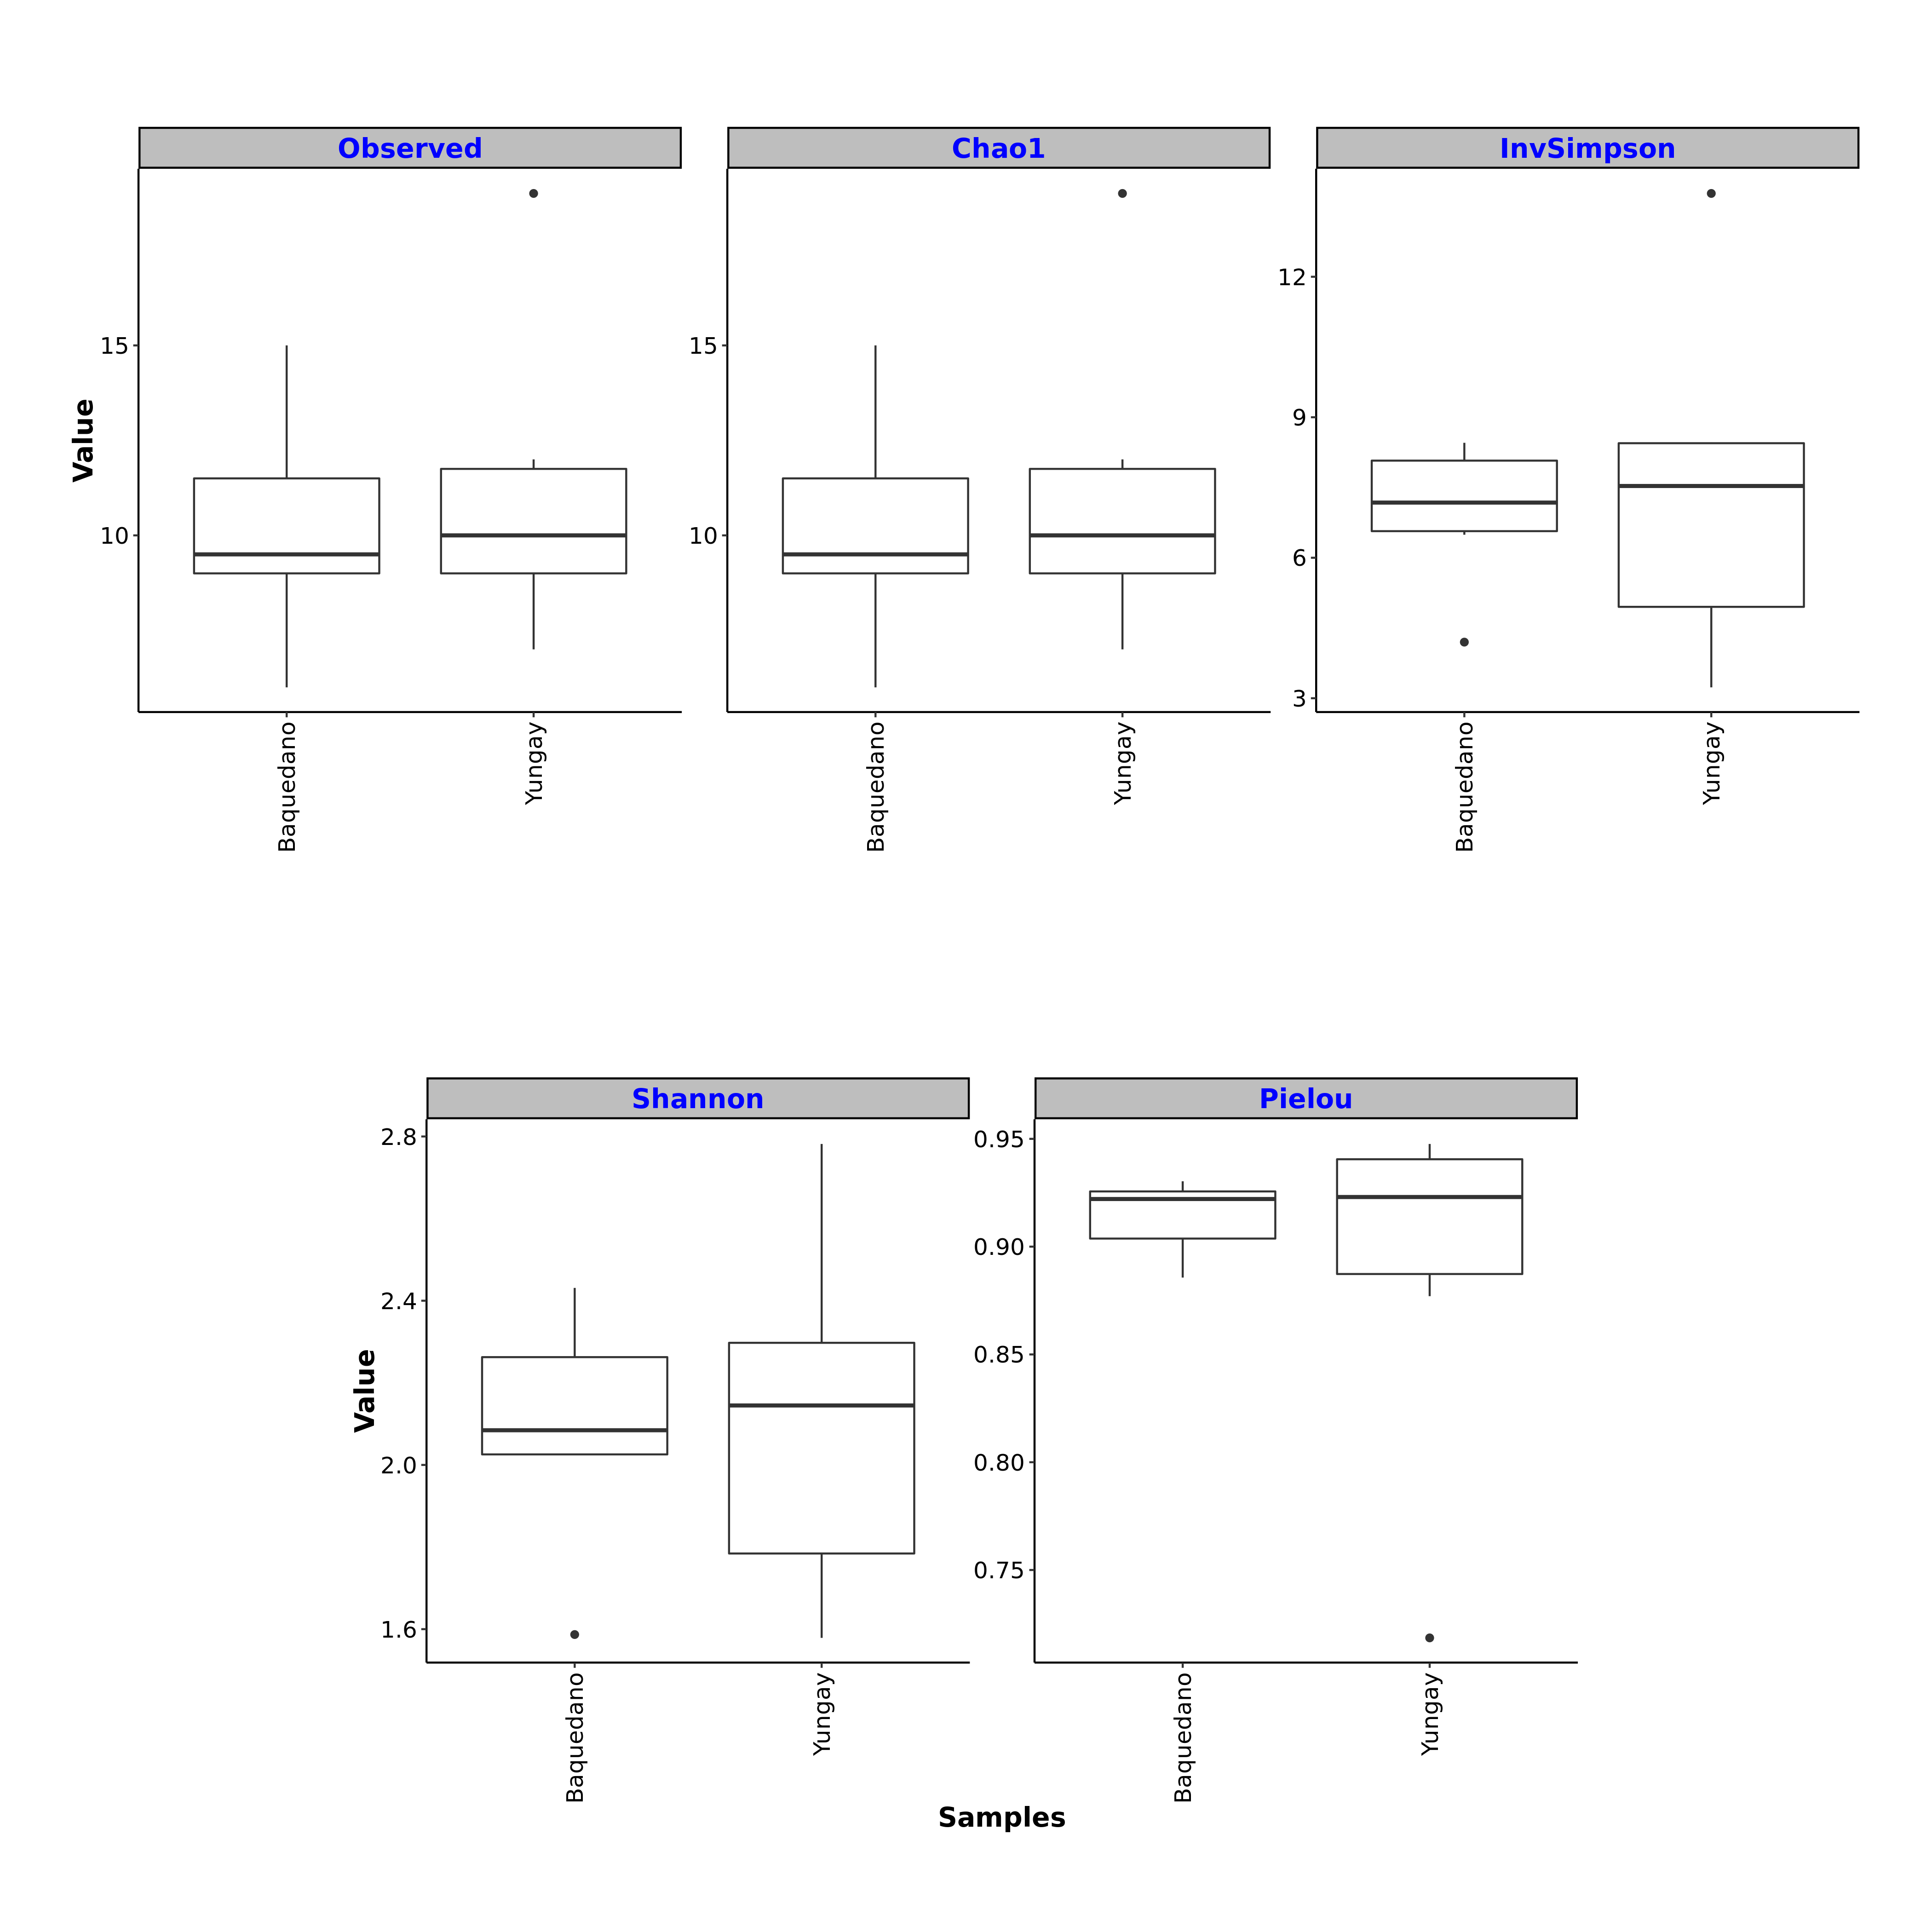 Observed
Chao1
InvSimpson
Value
15
10
15
10
12
9
6
3
Baquedano
Yungay
Baquedano
Yungay
Baquedano
Yungay
Shannon
Pielou
Value
2.8
2.4
2.0
1.6
0.95
0.90
0.85
0.80
0.75
Baquedano
Yungay
Baquedano
Yungay
Samples